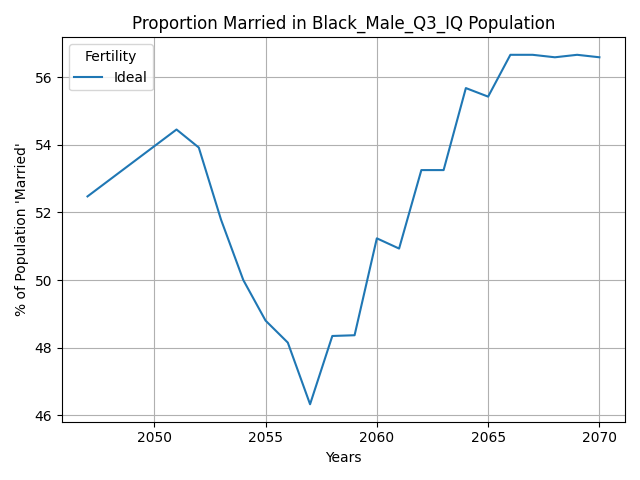 Proportion Married in Black_Male_Q3_IQ Population
Fertility
Ideal
% of Population 'Married'
56
54
52
50
48
46
2050 2055 2060 2065 2070
Years